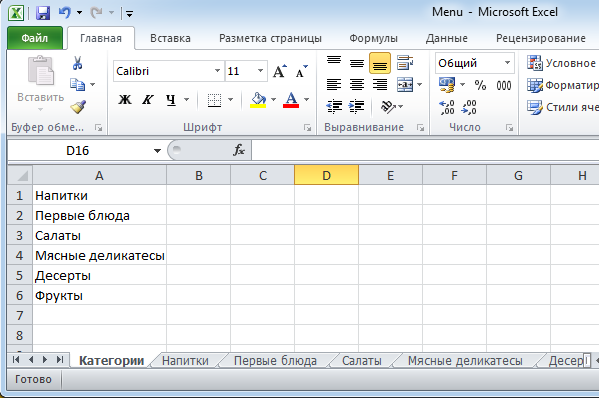 Menu - Microsoft Excel
Файл Главная Вставка Разметка страницы Формулы Данные Рецензирование
Вставить
Буфер обме...
Calibri 11 A A
Ж К Ч A
Шрифт
Выравнивание
Общий
% 000
,0 ,00
,00 ,0
Число
Условное
Форматир
Стили яче
D16 fx
A B C D E F G H
1 Напитки
2 Первые блюда
3 Салаты
4 Мясные деликатесы
5 Десерты
6 Фрукты
7
8
Категории Напитки Первые блюда Салаты Мясные деликатесы Десер
Готово